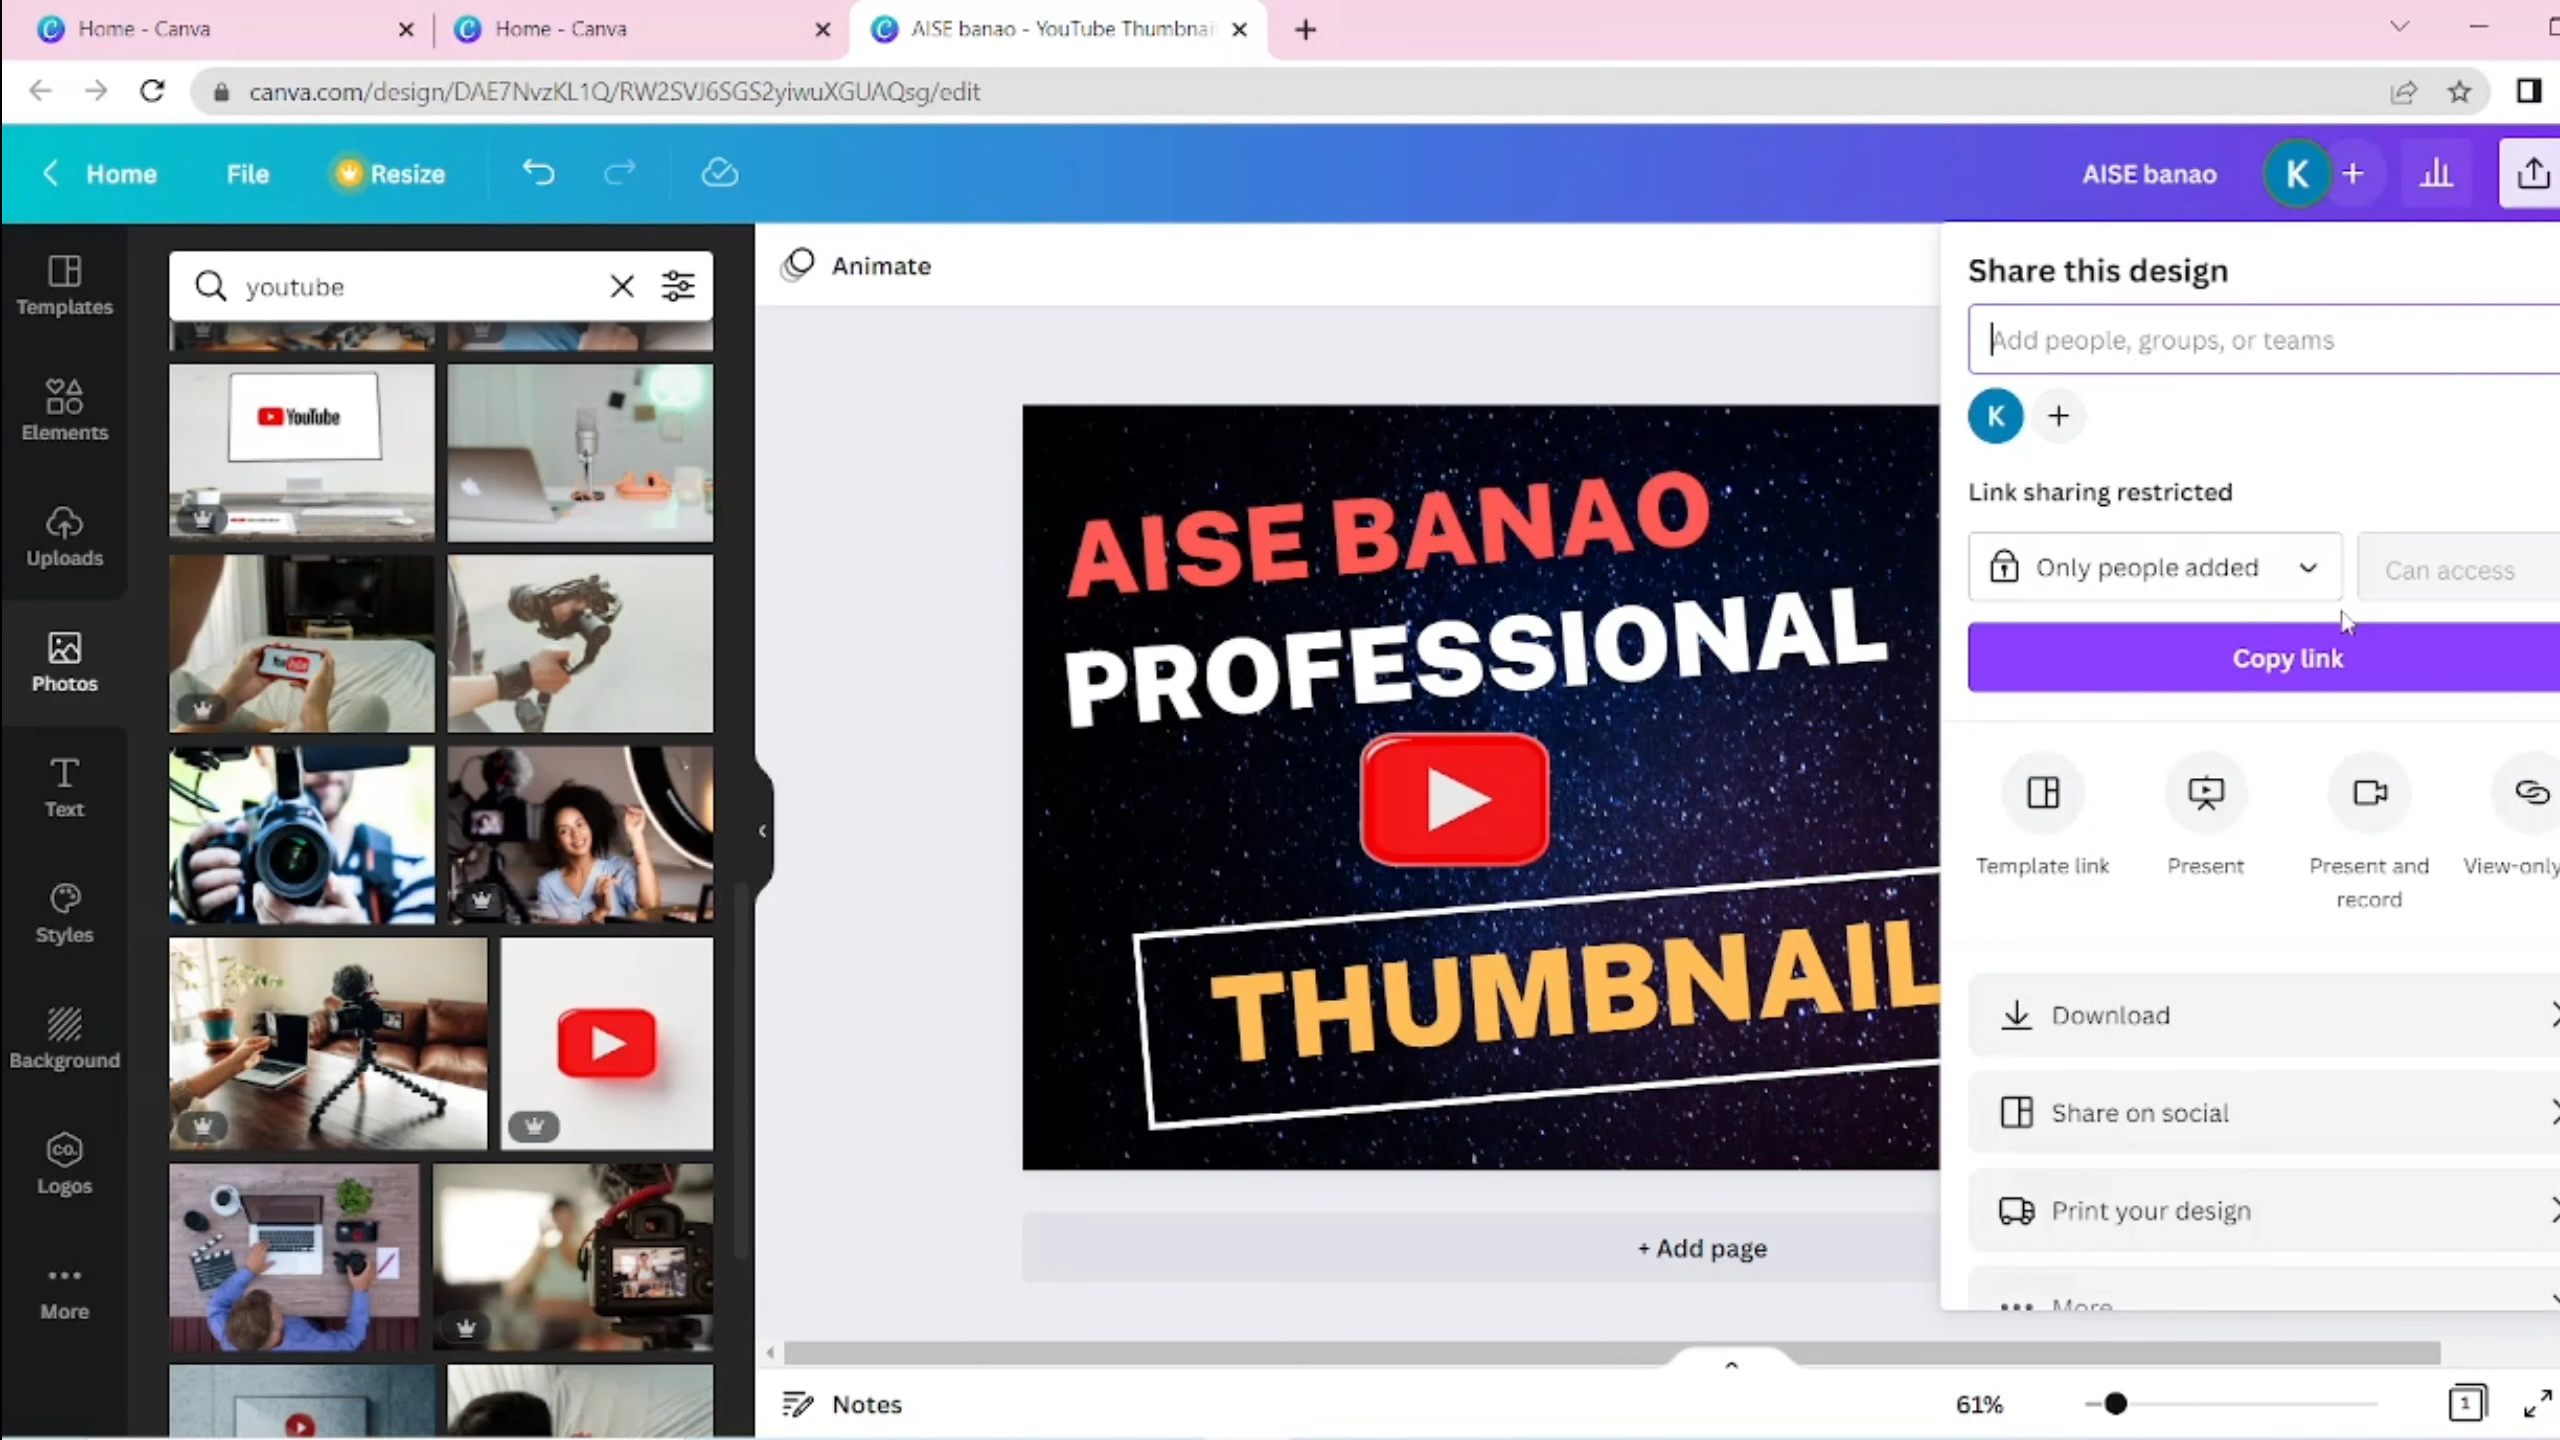 Home - Canva
Home - Canva
AISE banao - YouTube Thumbnail
canva.com/design/DAE7NvzKL1Q/RW2SVJ6SGS2yiwuXGUAQsg/edit
Home
File
Resize
AISE banao
K
Templates
Elements
Uploads
Photos
Text
Styles
Background
CO.
Logos
More
youtube
YouTube
YouTube
Animate
AISE BANAO
PROFESSIONAL
THUMBNAIL
+ Add page
Notes
61%
1
Share this design
Add people, groups, or teams
K
Link sharing restricted
Only people added
Can access
Copy link
Template link
Present
Present and
record
View-only
Download
Share on social
Print your design
More